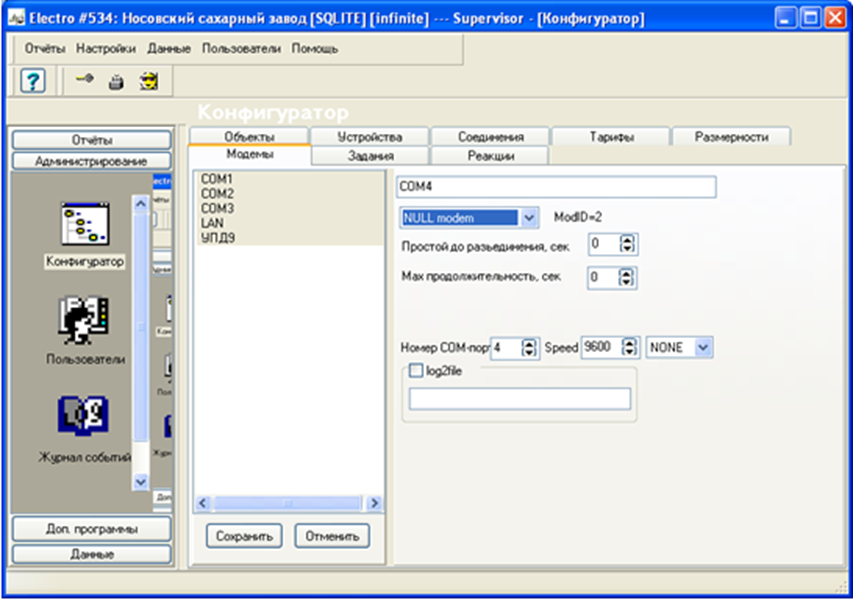 Electro #534: Носовский сахарный завод [SQLITE] [infinite] --- Supervisor - [Конфигуратор]
Отчёты Настройки Данные Пользователи Помощь
Конфигуратор
Отчёты
Администрирование
Конфигуратор
Пользователи
Журнал событий
Доп. программы
Данные
Объекты Устройства Соединения Тарифы Размерности
Модемы Задания Реакции
COM1
COM2
COM3
LAN
УПД9
Сохранить Отменить
COM4
NULL modem ModID=2
Простой до разъединения, сек. 0
Max продолжительность, сек 0
Номер COM-порт 4 Speed 9600 NONE
log2file